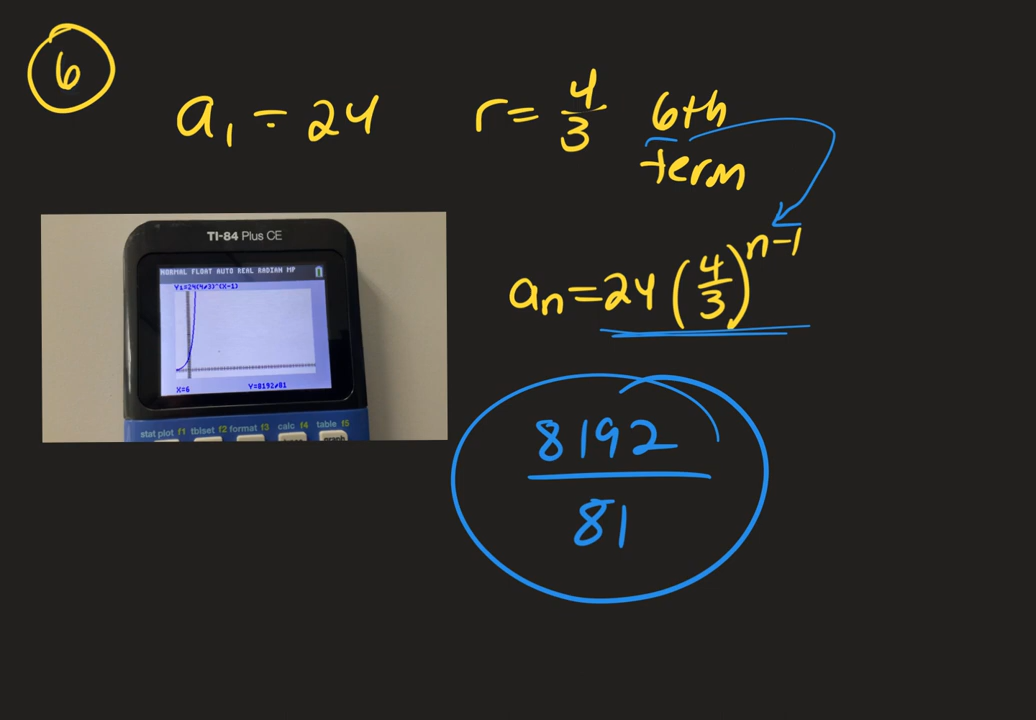 6
a₁ = 24 r = 4/3 6th term
aₙ = 24 (4/3)^(n-1)
TI-84 Plus CE
NORMAL FLOAT AUTO REAL RADIAN MP
Y1=24(4/3)^(X-1)
X=6 Y=8192/81
stat plot f1 tblset f2 format f3 calc f4 table f5
graph
8192
81